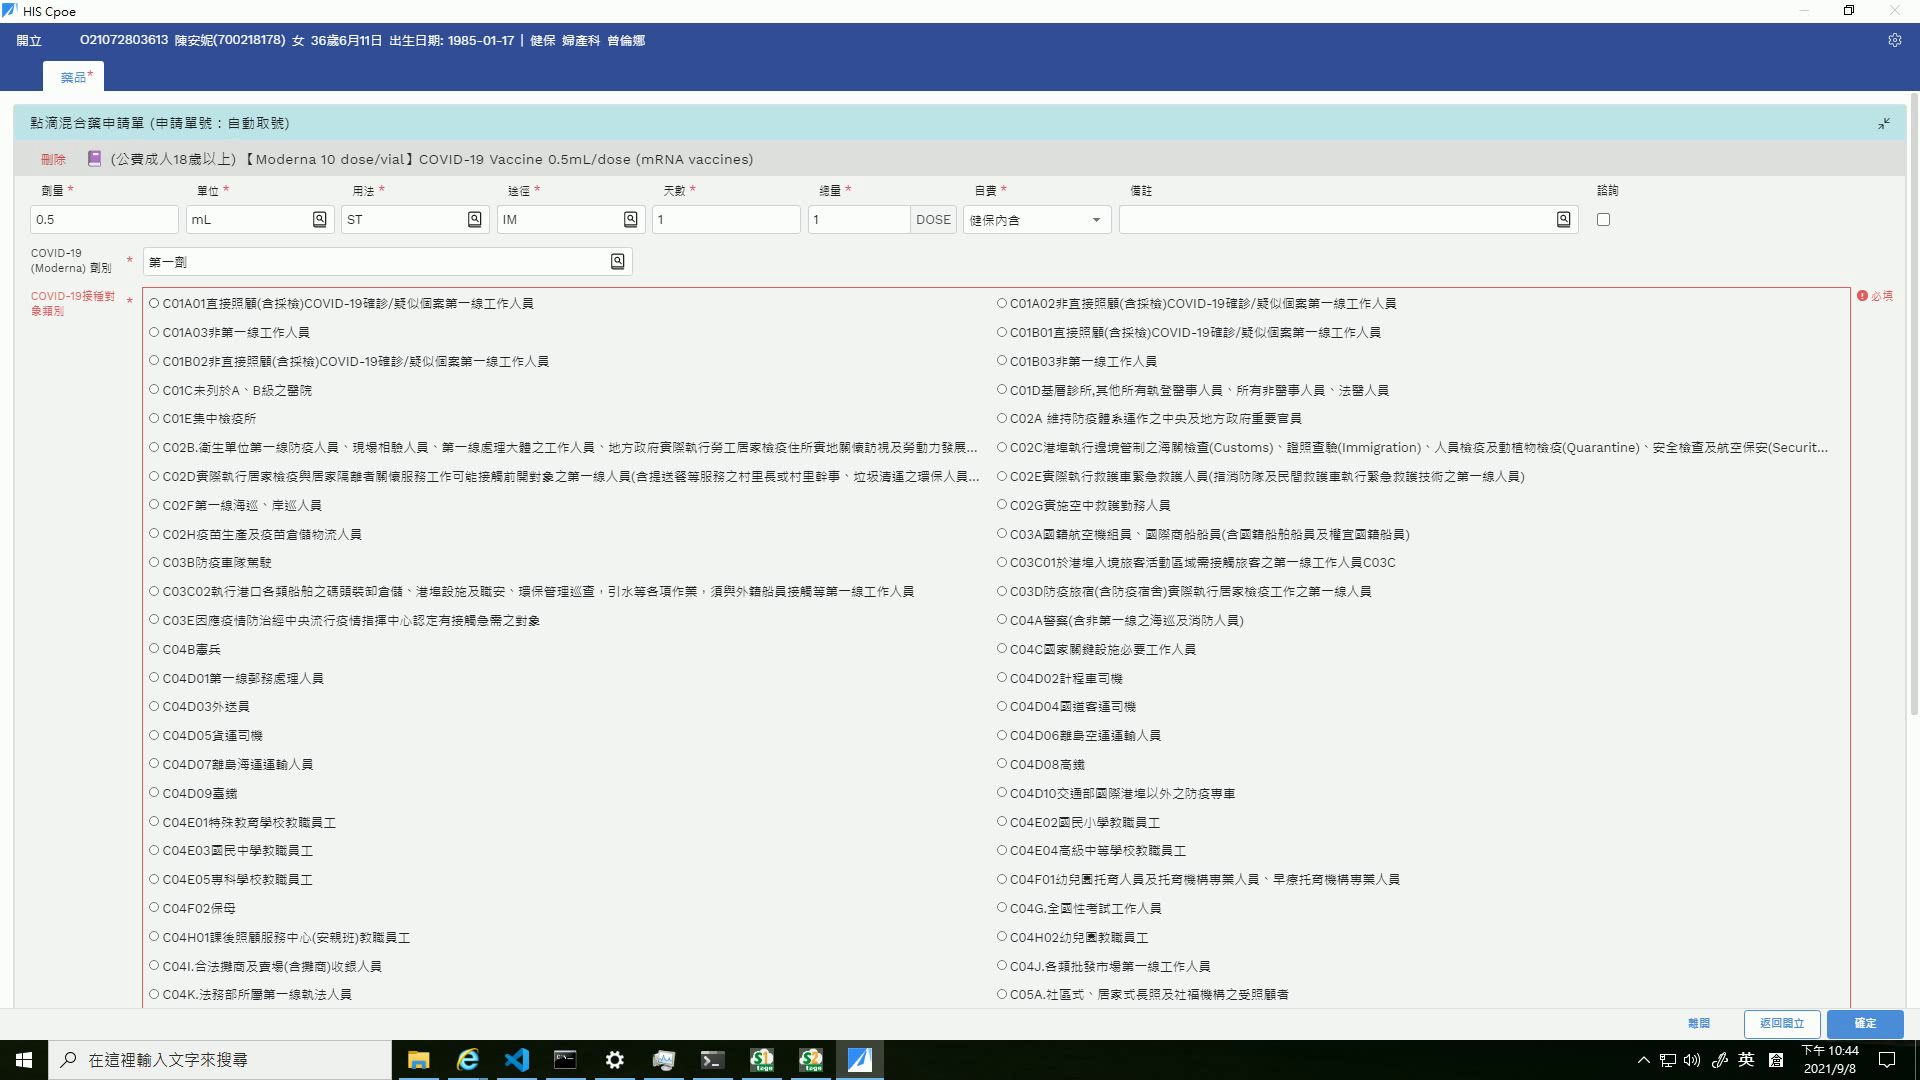 HIS Cpoe
開立 O21072803613 陳安妮(700218178) 女 36歲6月11日 出生日期: 1985-01-17 | 健保 婦產科 曾倫娜
藥品*
點滴混合藥申請單 (申請單號：自動取號)
刪除 (公費成人18歲以上) 【Moderna 10 dose/vial】COVID-19 Vaccine 0.5mL/dose (mRNA vaccines)
劑量 * 單位 * 用法 * 途徑 * 天數 * 總量 * 自費 * 備註 諮詢
0.5 mL ST IM 1 1 DOSE 健保內含
COVID-19 (Moderna) 劑別 * 第一劑
COVID-19接種對象類別 *
必填
C01A01直接照顧(含採檢)COVID-19確診/疑似個案第一線工作人員 C01A02非直接照顧(含採檢)COVID-19確診/疑似個案第一線工作人員
C01A03非第一線工作人員 C01B01直接照顧(含採檢)COVID-19確診/疑似個案第一線工作人員
C01B02非直接照顧(含採檢)COVID-19確診/疑似個案第一線工作人員 C01B03非第一線工作人員
C01C未列於A、B級之醫院 C01D基層診所,其他所有執登醫事人員、所有非醫事人員、法醫人員
C01E集中檢疫所 C02A 維持防疫體系運作之中央及地方政府重要官員
C02B.衛生單位第一線防疫人員、現場相驗人員、第一線處理大體之工作人員、地方政府實際執行勞工居家檢疫住所實地關懷訪視及勞動力發展... C02C港埠執行邊境管制之海關檢查(Customs)、證照查驗(Immigration)、人員檢疫及動植物檢疫(Quarantine)、安全檢查及航空保安(Securit...
C02D實際執行居家檢疫與居家隔離者關懷服務工作可能接觸前開對象之第一線人員(含提送餐等服務之村里長或村里幹事、垃圾清運之環保人員... C02E實際執行救護車緊急救護人員(指消防隊及民間救護車執行緊急救護技術之第一線人員)
C02F第一線海巡、岸巡人員 C02G實施空中救護勤務人員
C02H疫苗生產及疫苗倉儲物流人員 C03A國籍航空機組員、國際商船船員(含國籍船舶船員及權宜國籍船員)
C03B防疫車隊駕駛 C03C01於港埠入境旅客活動區域需接觸旅客之第一線工作人員C03C
C03C02執行港口各類船舶之碼頭裝卸倉儲、港埠設施及職安、環保管理巡查，引水等各項作業，須與外籍船員接觸等第一線工作人員 C03D防疫旅宿(含防疫宿舍)實際執行居家檢疫工作之第一線人員
C03E因應疫情防治經中央流行疫情指揮中心認定有接觸急需之對象 C04A警察(含非第一線之海巡及消防人員)
C04B憲兵 C04C國家關鍵設施必要工作人員
C04D01第一線郵務處理人員 C04D02計程車司機
C04D03外送員 C04D04國道客運司機
C04D05貨運司機 C04D06離島空運運輸人員
C04D07離島海運運輸人員 C04D08高鐵
C04D09臺鐵 C04D10交通部國際港埠以外之防疫專車
C04E01特殊教育學校教職員工 C04E02國民小學教職員工
C04E03國民中學教職員工 C04E04高級中等學校教職員工
C04E05專科學校教職員工 C04F01幼兒園托育人員及托育機構專業人員、早療托育機構專業人員
C04F02保母 C04G.全國性考試工作人員
C04H01課後照顧服務中心(安親班)教職員工 C04H02幼兒園教職員工
C04I.合法攤商及賣場(含攤商)收銀人員 C04J.各類批發市場第一線工作人員
C04K.法務部所屬第一線執法人員 C05A.社區式、居家式長照及社福機構之受照顧者
離開 返回開立 確定
在這裡輸入文字來搜尋 英 下午 10:44
2021/9/8